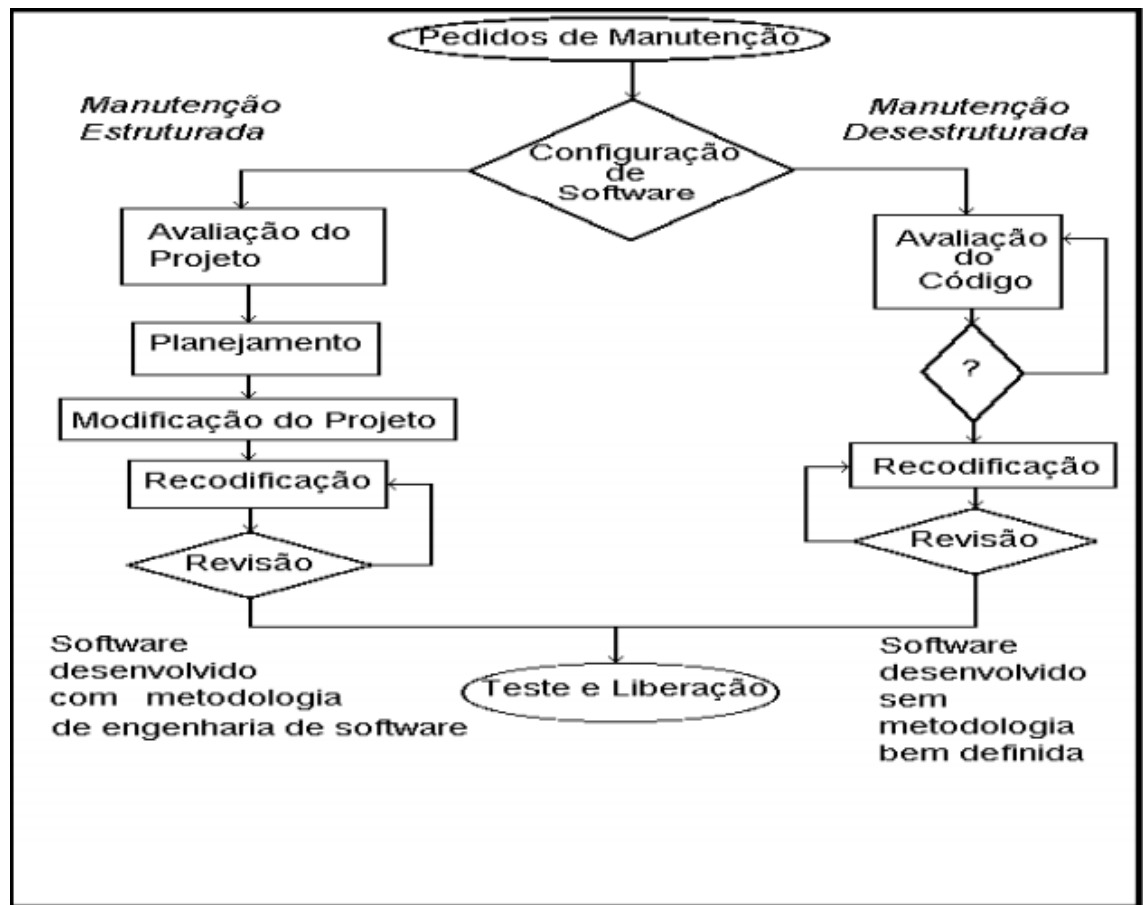 Pedidos de Manutenção
Manutenção
Estruturada
Manutenção
Desestruturada
Configuração
de
Software
Avaliação do
Projeto
Planejamento
Modificação do Projeto
Recodificação
Revisão
Avaliação
do
Código
?
Recodificação
Revisão
Software
desenvolvido
com metodologia
de engenharia de software
Teste e Liberação
Software
desenvolvido
sem
metodologia
bem definida